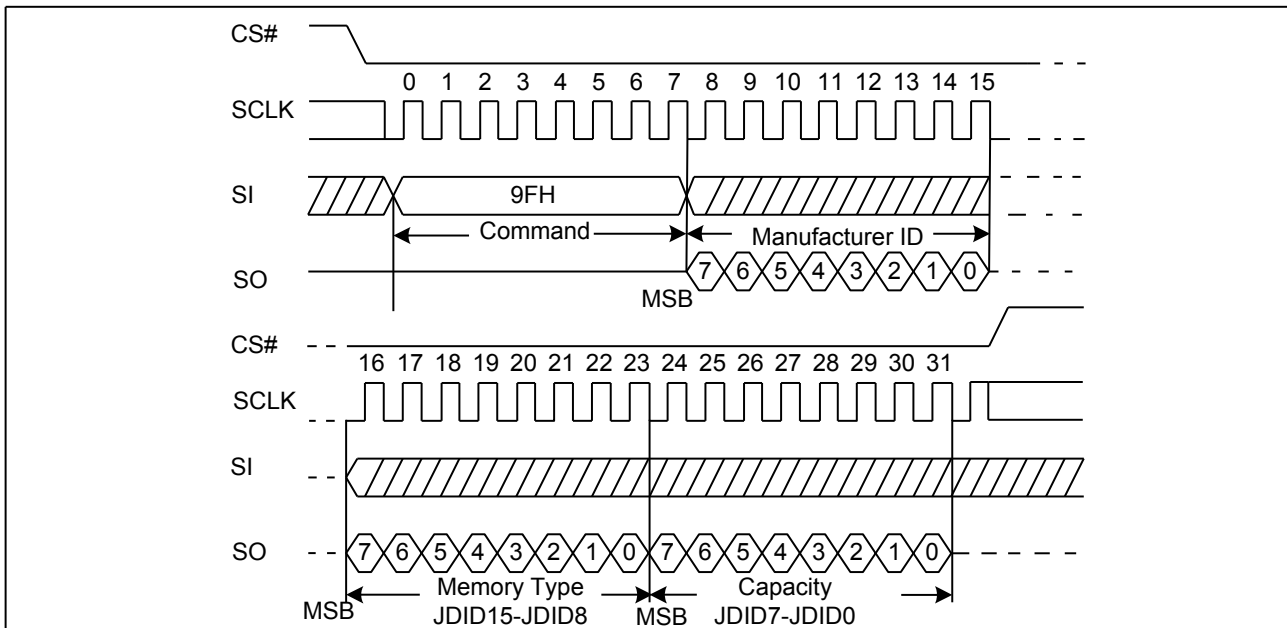 CS#
0 1 2 3 4 5 6 7 8 9 10 11 12 13 14 15
SCLK
SI 9FH
Command Manufacturer ID
SO 7 6 5 4 3 2 1 0
MSB
CS#
16 17 18 19 20 21 22 23 24 25 26 27 28 29 30 31
SCLK
SI
SO 7 6 5 4 3 2 1 0 7 6 5 4 3 2 1 0
Memory Type Capacity
MSB JDID15-JDID8 MSB JDID7-JDID0